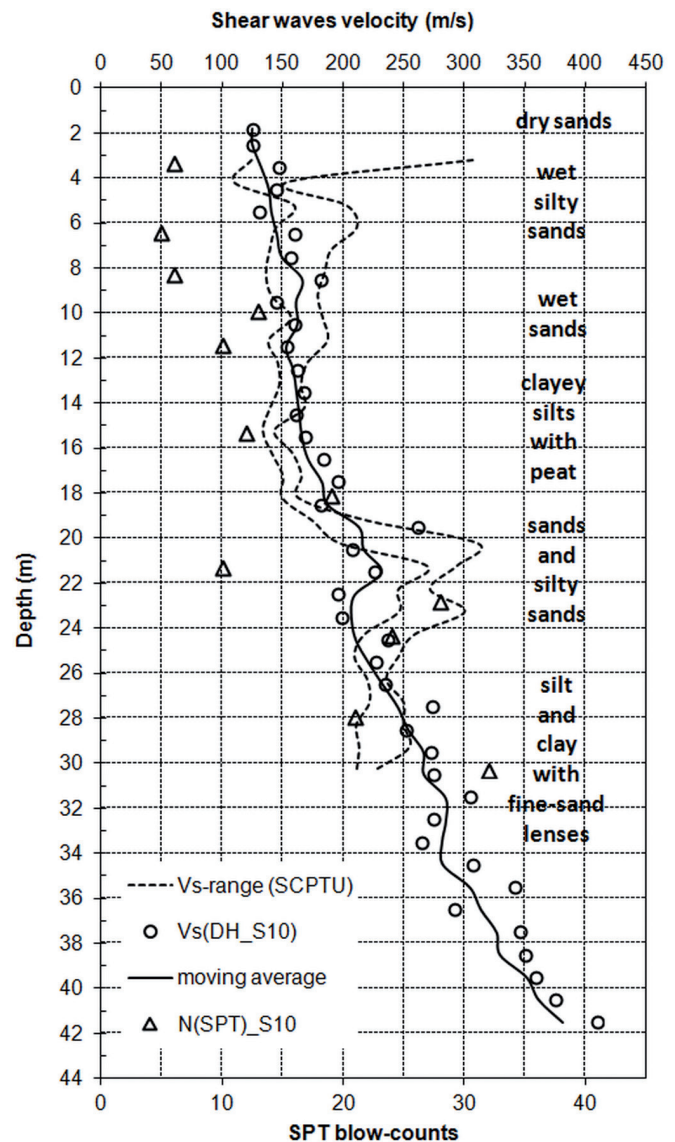 Shear waves velocity (m/s)
0 50 100 150 200 250 300 350 400 450
0
2
4
6
8
10
12
14
16
18
20
22
24
26
28
30
32
34
36
38
40
42
44
Depth (m)
dry sands
wet
silty
sands
wet
sands
clayey
silts
with
peat
sands
and
silty
sands
silt
and
clay
with
fine-sand
lenses
Vs-range (SCPTU)
Vs(DH_S10)
moving average
N(SPT)_S10
0 10 20 30 40
SPT blow-counts